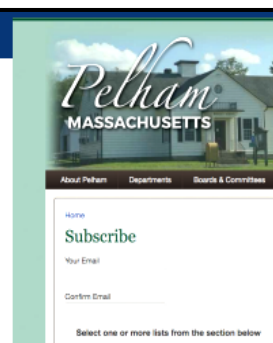 Pelham
MASSACHUSETTS
About Pelham Departments Boards & Committees
Home
Subscribe
Your Email
Confirm Email
Select one or more lists from the section below